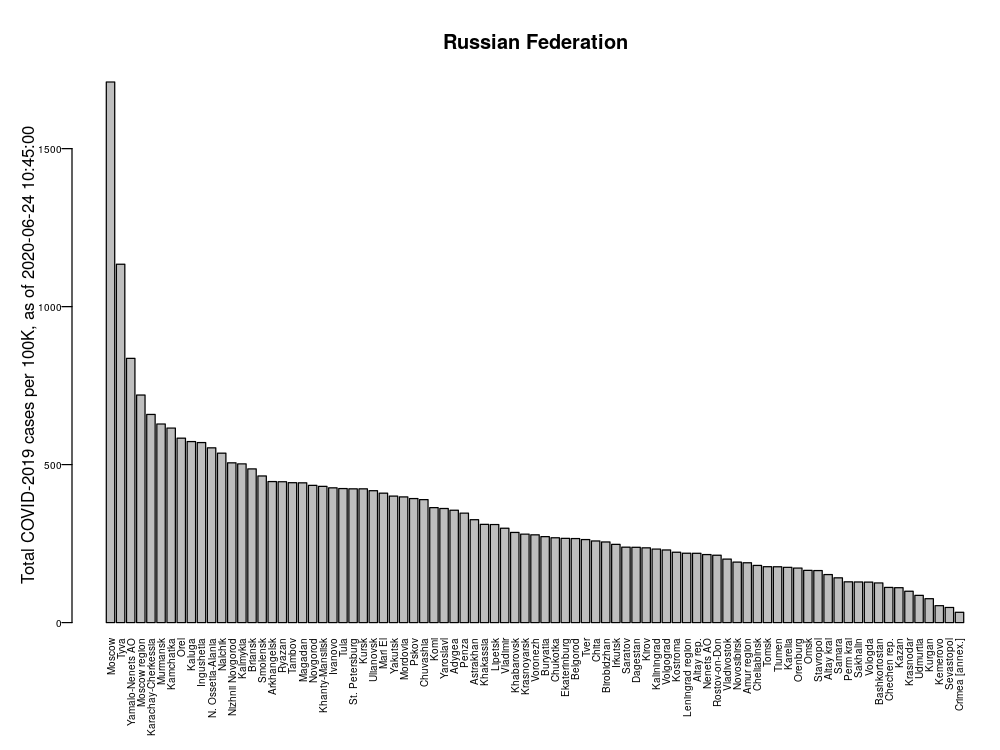 Russian Federation
Total COVID-2019 cases per 100K, as of 2020-06-24 10:45:00
1500
1000
500
0
Moscow
Tyva
Yamalo-Nenets AO
Moscow region
Karachay-Cherkessia
Murmansk
Kamchatka
Orel
Kaluga
Ingushetia
N. Ossetia-Alania
Nalchik
Nizhnii Novgorod
Kalmykia
Briansk
Smolensk
Arkhangelsk
Ryazan
Tambov
Magadan
Novgorod
Khanty-Mansisk
Ivanovo
Tula
St. Petersburg
Kursk
Ulianovsk
Mari El
Yakutsk
Mordovia
Pskov
Chuvashia
Komi
Yaroslavl
Adygea
Penza
Astrakhan
Khakassia
Lipetsk
Vladimir
Khabarovsk
Krasnoyarsk
Voronezh
Buryatia
Chukotka
Ekaterinburg
Belgorod
Tver
Chita
Birobidzhan
Irkutsk
Saratov
Dagestan
Kirov
Kaliningrad
Volgograd
Kostroma
Leningrad region
Altay rep.
Nenets AO
Rostov-on-Don
Vladivostok
Novosibirsk
Amur region
Cheliabinsk
Tomsk
Tiumen
Karelia
Orenburg
Omsk
Stavropol
Altay krai
Samara
Perm krai
Sakhalin
Vologda
Bashkortostan
Chechen rep.
Kazan
Krasnodar
Udmurtia
Kurgan
Kemerovo
Sevastopol
Crimea [annex.]